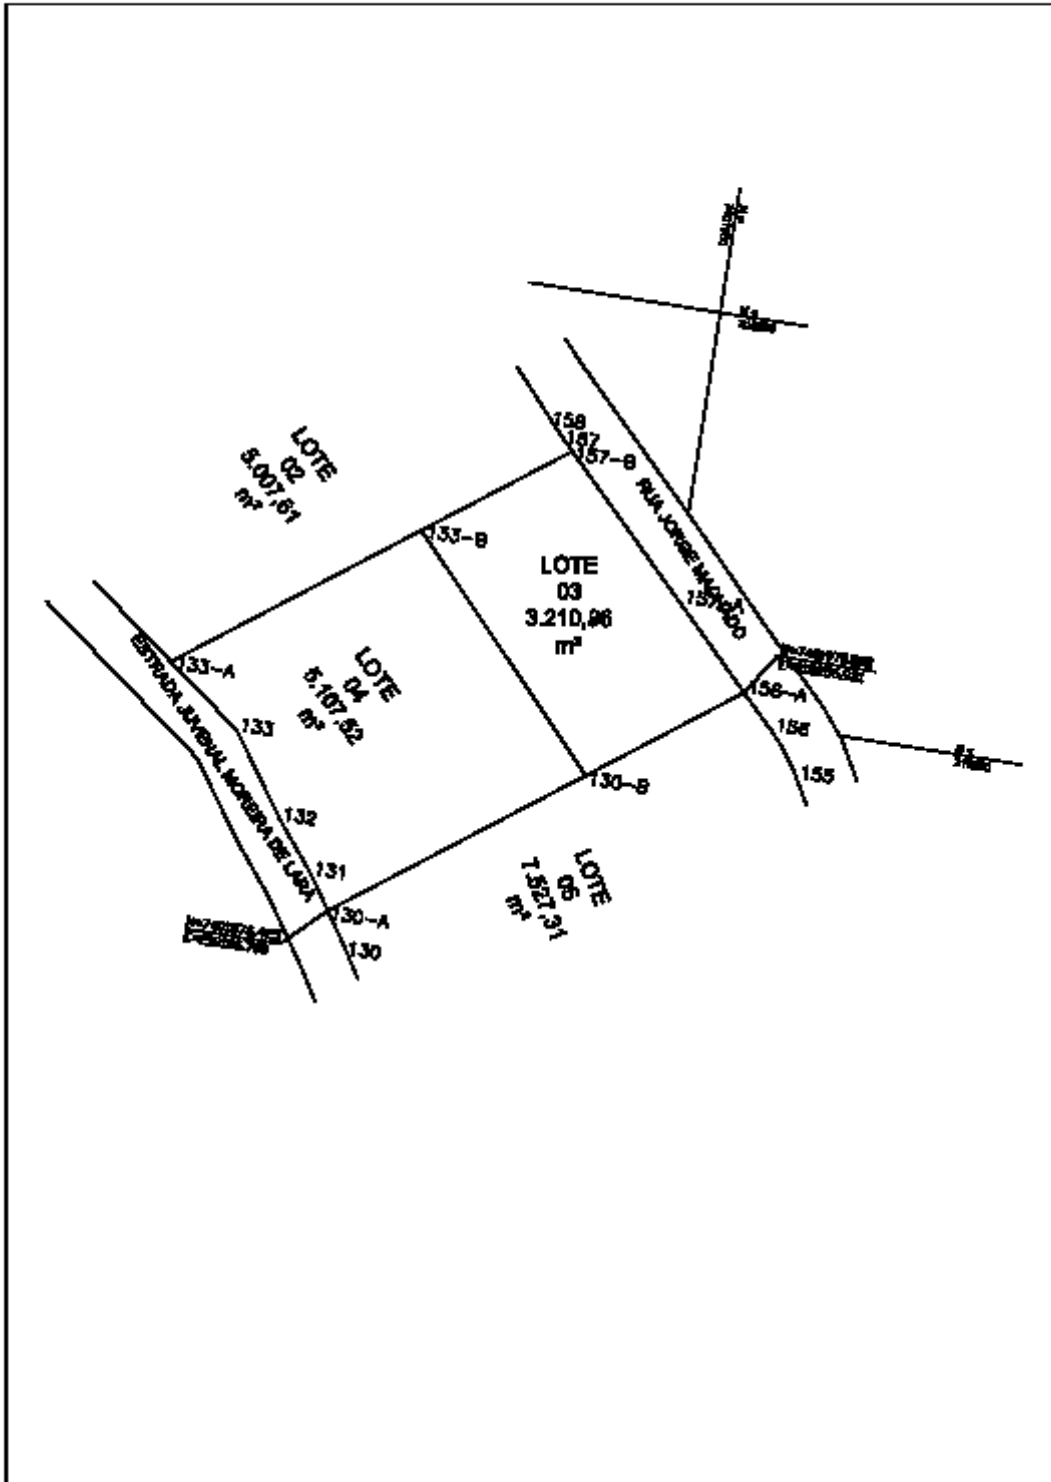 158
157
157-B
LOTE
02
5.007,61
m²
RUA JORGE MACHADO
133-B
LOTE
03
3.210,96
m²
157-A
133-A
ESTRADA JUVENAL MOREIRA DE LARA
LOTE
04
5.107,52
m²
156-A
133
156
155
130-B
132
131
LOTE
05
7.527,31
m²
130-A
130